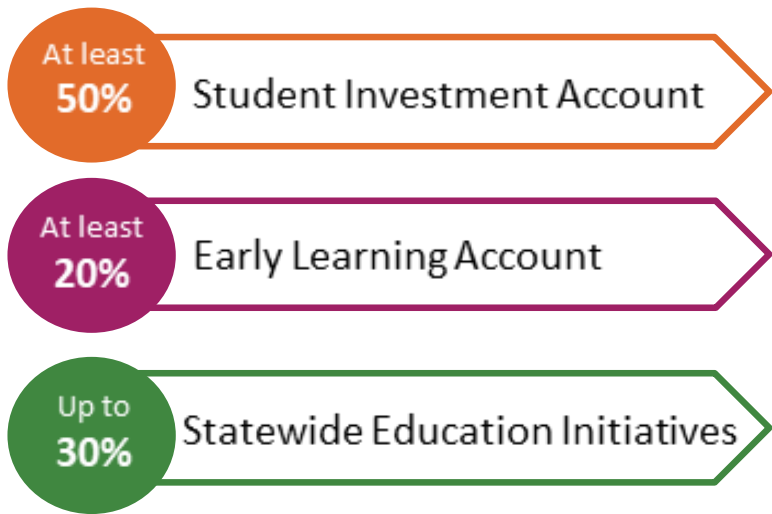 At least
50%
Student Investment Account
At least
20%
Early Learning Account
Up to
30%
Statewide Education Initiatives